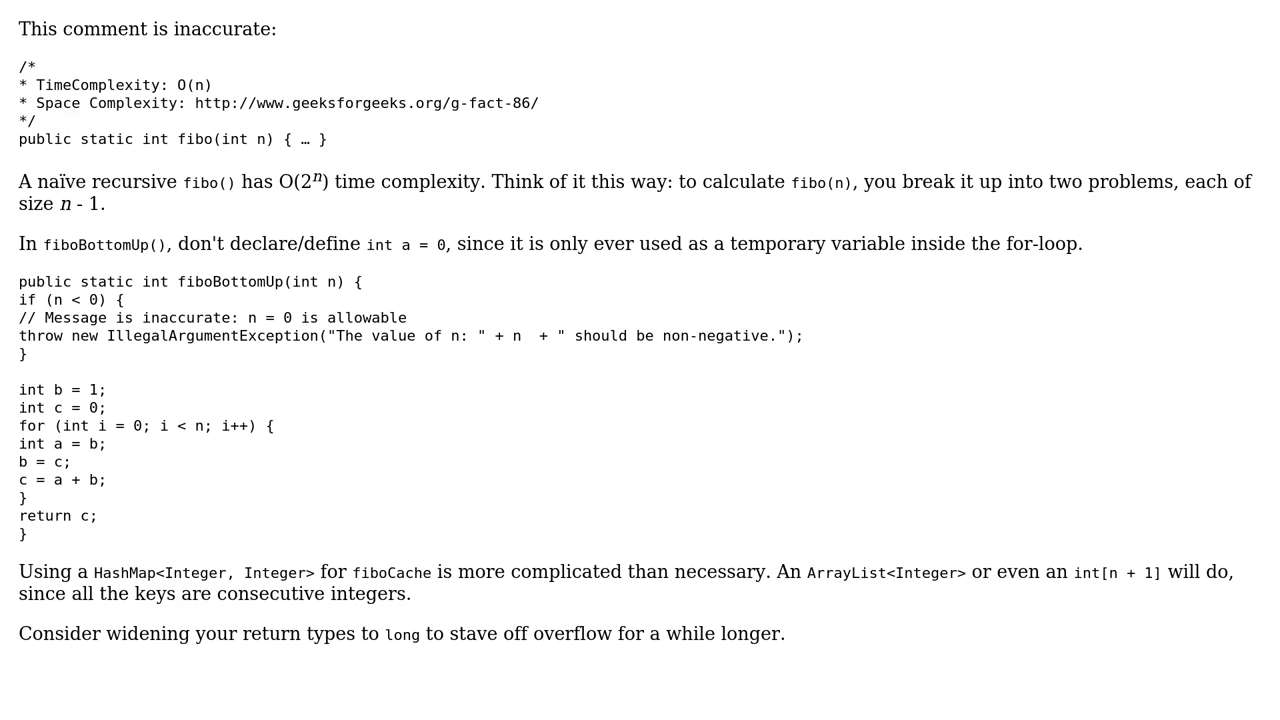 This comment is inaccurate:
/*
* TimeComplexity: O(n)
* Space Complexity: http://www.geeksforgeeks.org/g-fact-86/
*/
public static int fibo(int n) { … }
A naïve recursive fibo() has O(2ⁿ) time complexity. Think of it this way: to calculate fibo(n), you break it up into two problems, each of
size n - 1.
In fiboBottomUp(), don't declare/define int a = 0, since it is only ever used as a temporary variable inside the for-loop.
public static int fiboBottomUp(int n) {
if (n < 0) {
// Message is inaccurate: n = 0 is allowable
throw new IllegalArgumentException("The value of n: " + n  + " should be non-negative.");
}
int b = 1;
int c = 0;
for (int i = 0; i < n; i++) {
int a = b;
b = c;
c = a + b;
}
return c;
}
Using a HashMap<Integer, Integer> for fiboCache is more complicated than necessary. An ArrayList<Integer> or even an int[n + 1] will do,
since all the keys are consecutive integers.
Consider widening your return types to long to stave off overflow for a while longer.